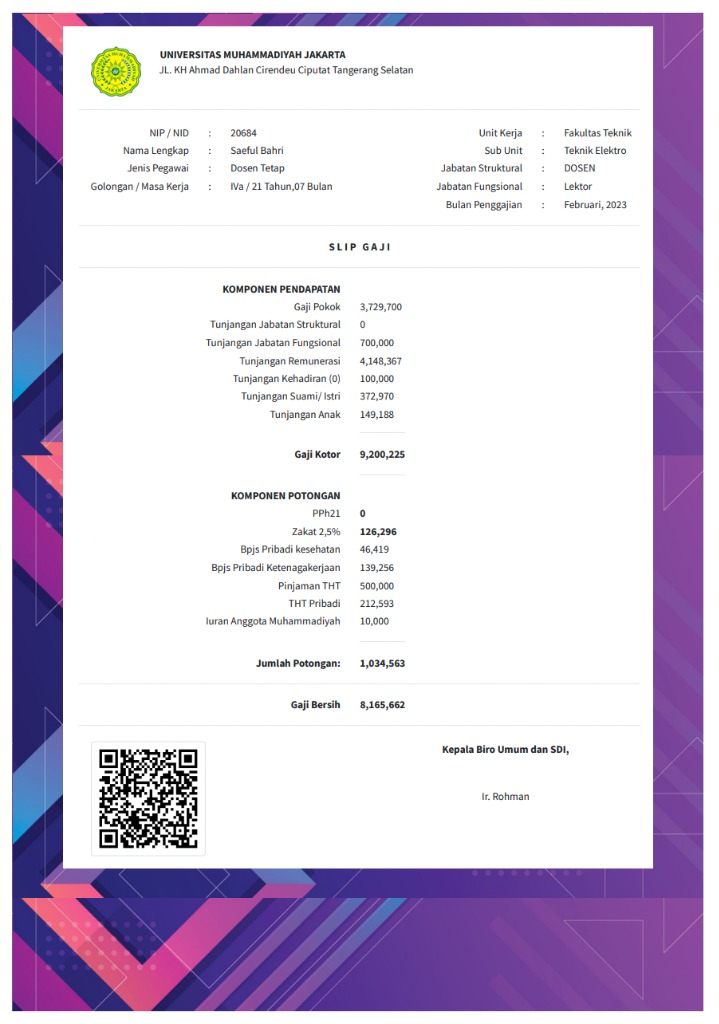 UNIVERSITAS MUHAMMADIYAH JAKARTA
JL. KH Ahmad Dahlan Cirendeu Ciputat Tangerang Selatan
NIP / NID : 20684
Nama Lengkap : Saeful Bahri
Jenis Pegawai : Dosen Tetap
Golongan / Masa Kerja : IVa / 21 Tahun,07 Bulan
Unit Kerja : Fakultas Teknik
Sub Unit : Teknik Elektro
Jabatan Struktural : DOSEN
Jabatan Fungsional : Lektor
Bulan Penggajian : Februari, 2023
SLIP GAJI
KOMPONEN PENDAPATAN
Gaji Pokok 3,729,700
Tunjangan Jabatan Struktural 0
Tunjangan Jabatan Fungsional 700,000
Tunjangan Remunerasi 4,148,367
Tunjangan Kehadiran (0) 100,000
Tunjangan Suami/ Istri 372,970
Tunjangan Anak 149,188
Gaji Kotor 9,200,225
KOMPONEN POTONGAN
PPh21 0
Zakat 2,5% 126,296
Bpjs Pribadi kesehatan 46,419
Bpjs Pribadi Ketenagakerjaan 139,256
Pinjaman THT 500,000
THT Pribadi 212,593
Iuran Anggota Muhammadiyah 10,000
Jumlah Potongan: 1,034,563
Gaji Bersih 8,165,662
Kepala Biro Umum dan SDI,
Ir. Rohman